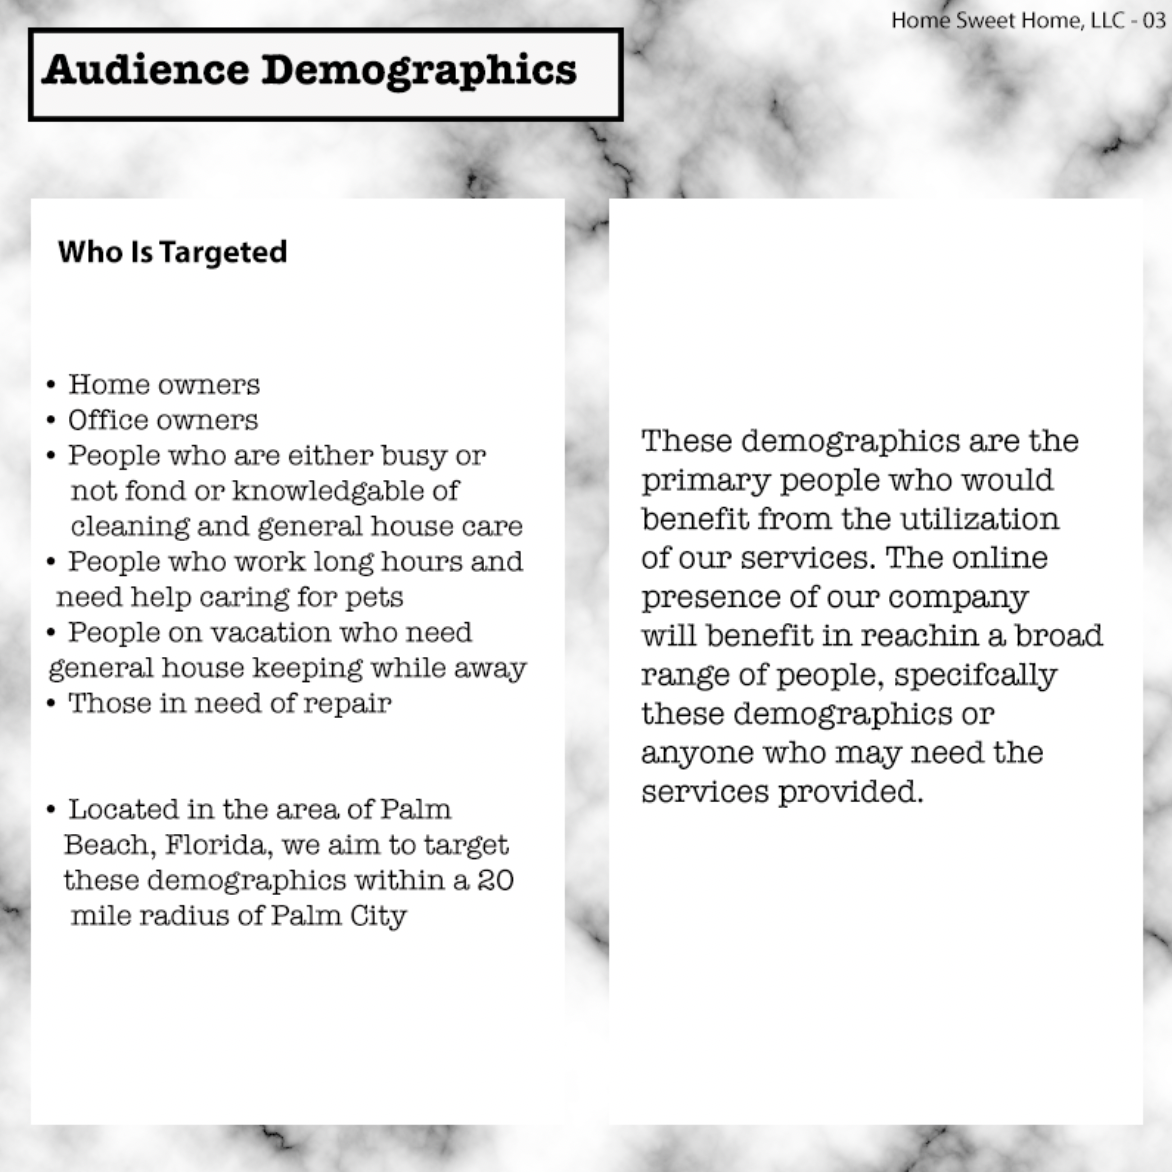 Home Sweet Home, LLC - 03
Audience Demographics
Who Is Targeted
• Home owners
• Office owners
• People who are either busy or
not fond or knowledgable of
cleaning and general house care
• People who work long hours and
need help caring for pets
• People on vacation who need
general house keeping while away
• Those in need of repair
• Located in the area of Palm
Beach, Florida, we aim to target
these demographics within a 20
mile radius of Palm City
These demographics are the
primary people who would
benefit from the utilization
of our services. The online
presence of our company
will benefit in reachin a broad
range of people, specifcally
these demographics or
anyone who may need the
services provided.